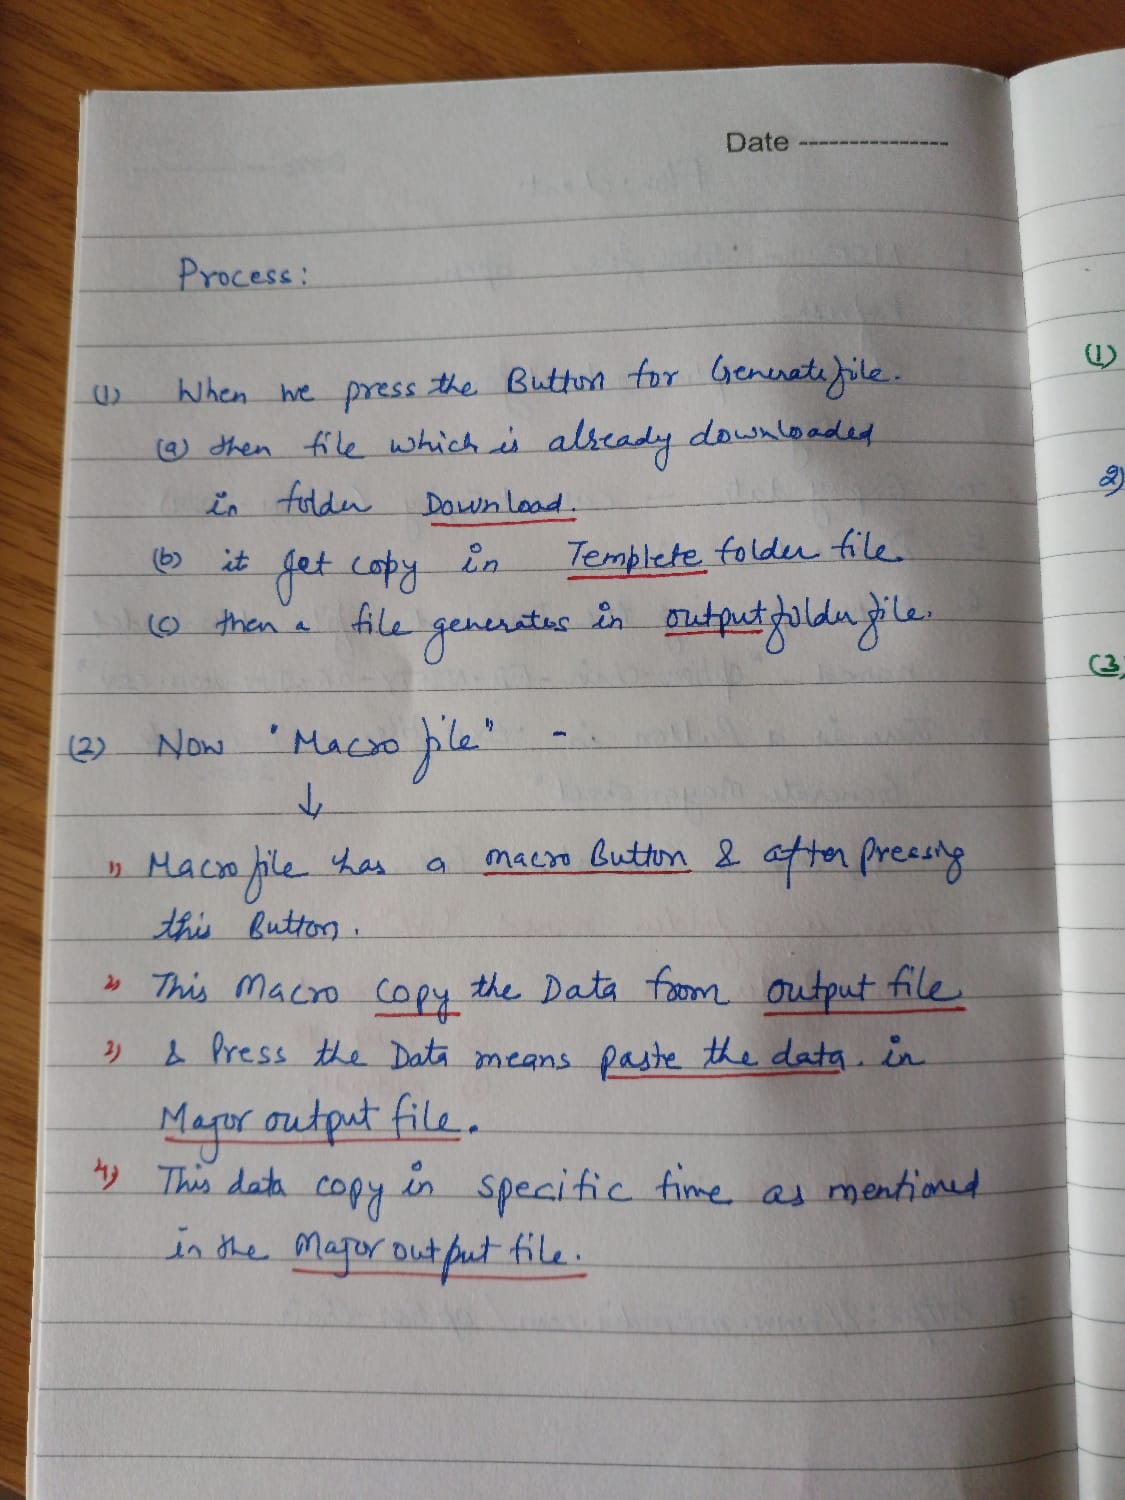 Date ---------------
Process:
(1) When we press the Button for Generate file.
(a) then file which is already downloaded
in folder Download.
(b) it get copy in Templete folder file.
(c) then a file generates in output folder file.
(2) Now "Macro file" -
↓
1) Macro file has a macro Button & after pressing
this Button.
2) This Macro copy the Data from output file
3) & Press the Data means paste the data. in
Major output file.
4) This data copy in specific time as mentioned
in the Major output file.
(1)
2)
(3)